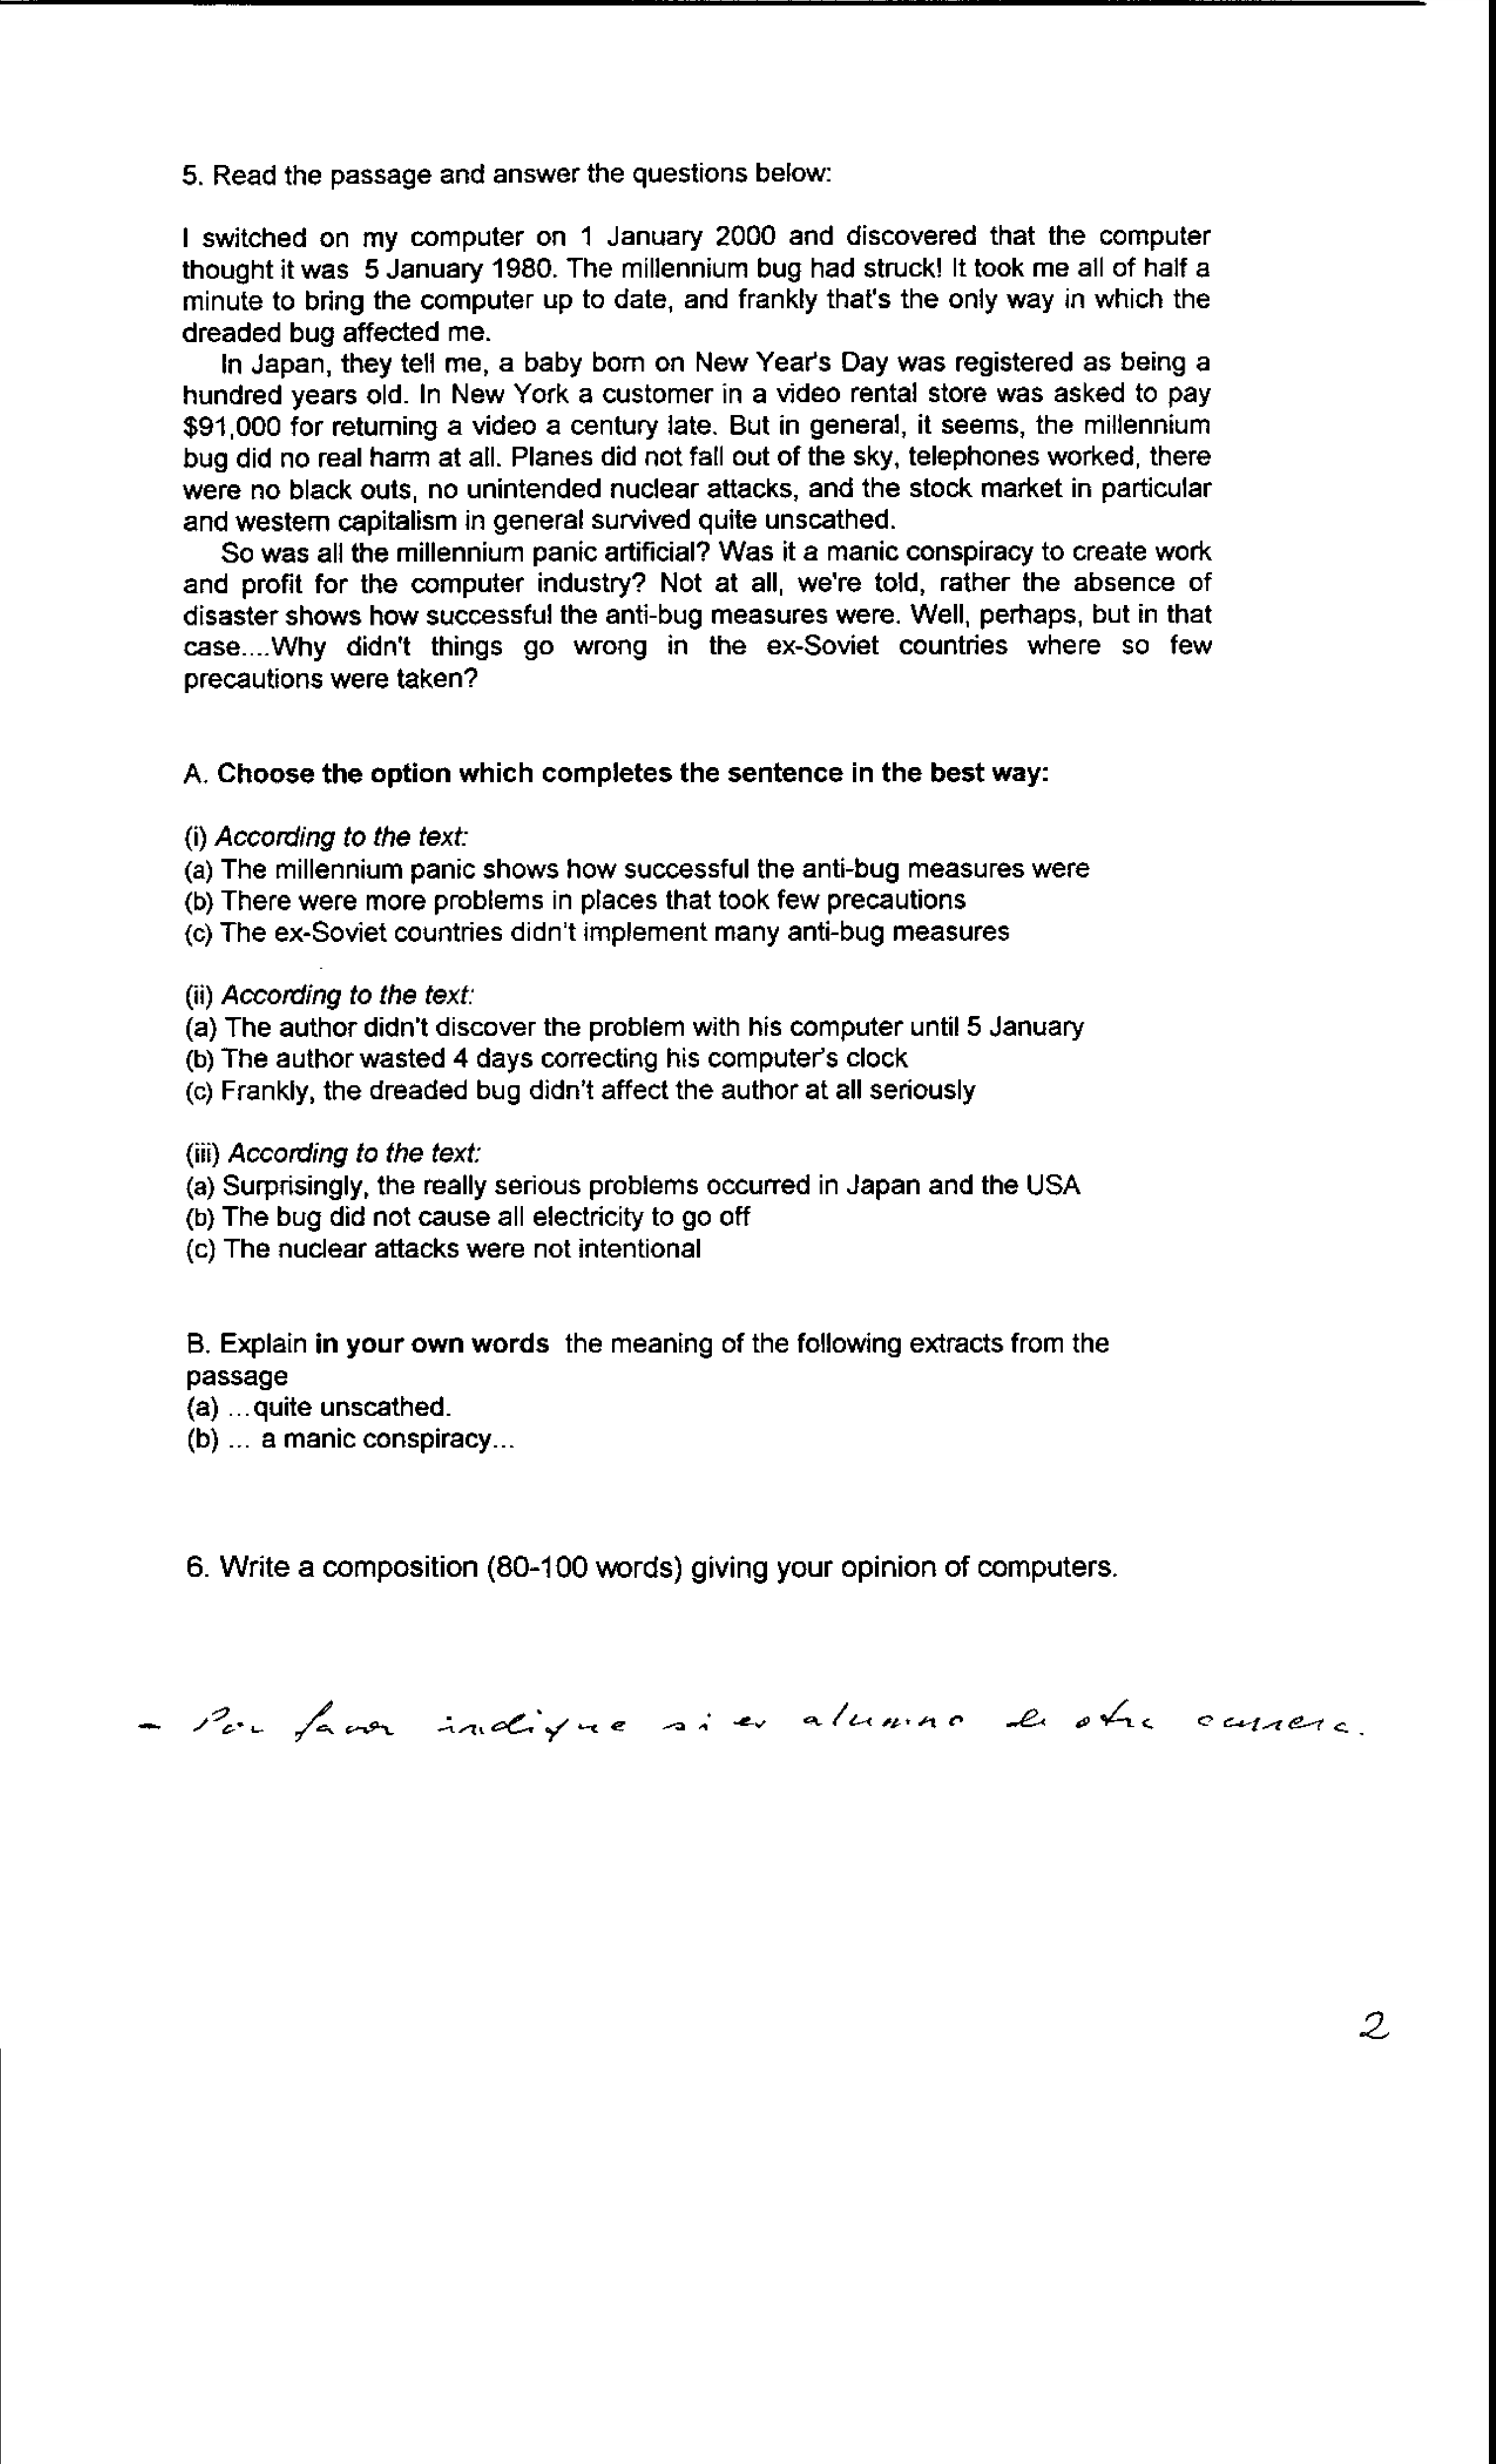 5. Read the passage and answer the questions below:
I switched on my computer on 1 January 2000 and discovered that the computer
thought it was 5 January 1980. The millennium bug had struck! It took me all of half a
minute to bring the computer up to date, and frankly that's the only way in which the
dreaded bug affected me.
In Japan, they tell me, a baby born on New Year's Day was registered as being a
hundred years old. In New York a customer in a video rental store was asked to pay
$91,000 for returning a video a century late. But in general, it seems, the millennium
bug did no real harm at all. Planes did not fall out of the sky, telephones worked, there
were no black outs, no unintended nuclear attacks, and the stock market in particular
and western capitalism in general survived quite unscathed.
So was all the millennium panic artificial? Was it a manic conspiracy to create work
and profit for the computer industry? Not at all, we're told, rather the absence of
disaster shows how successful the anti-bug measures were. Well, perhaps, but in that
case....Why didn't things go wrong in the ex-Soviet countries where so few
precautions were taken?
A. Choose the option which completes the sentence in the best way:
(i) According to the text:
(a) The millennium panic shows how successful the anti-bug measures were
(b) There were more problems in places that took few precautions
(c) The ex-Soviet countries didn't implement many anti-bug measures
(ii) According to the text:
(a) The author didn't discover the problem with his computer until 5 January
(b) The author wasted 4 days correcting his computer's clock
(c) Frankly, the dreaded bug didn't affect the author at all seriously
(iii) According to the text:
(a) Surprisingly, the really serious problems occurred in Japan and the USA
(b) The bug did not cause all electricity to go off
(c) The nuclear attacks were not intentional
B. Explain in your own words the meaning of the following extracts from the
passage
(a) ...quite unscathed.
(b) ... a manic conspiracy...
6. Write a composition (80-100 words) giving your opinion of computers.
- Por favor indique si es alumno de otra carrera.
2